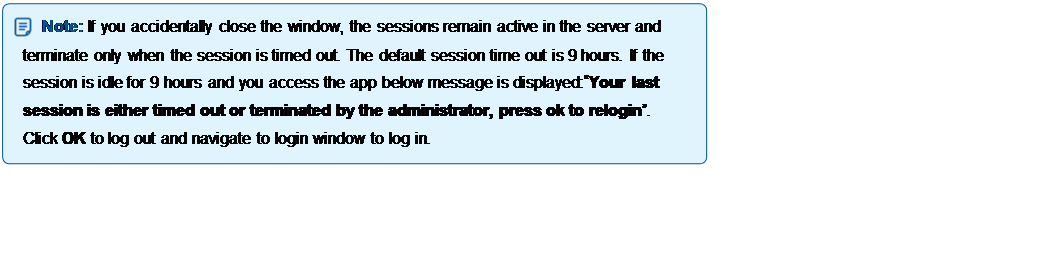 Note: If you accidentally close the window, the sessions remain active in the server and
terminate only when the session is timed out. The default session time out is 9 hours. If the
session is idle for 9 hours and you access the app below message is displayed:"Your last
session is either timed out or terminated by the administrator, press ok to relogin".
Click OK to log out and navigate to login window to log in.